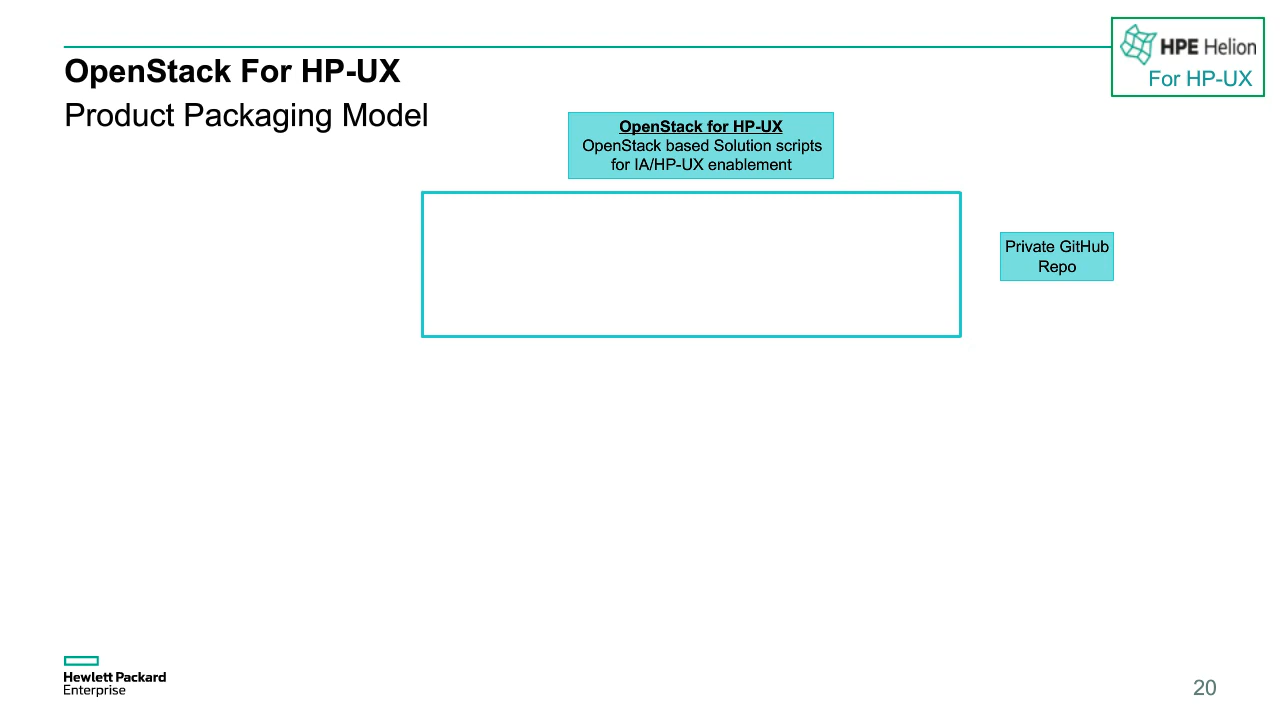 HPE Helion
For HP-UX
OpenStack For HP-UX
Product Packaging Model
OpenStack for HP-UX
OpenStack based Solution scripts
for IA/HP-UX enablement
Private GitHub
Repo
Hewlett Packard
Enterprise
20